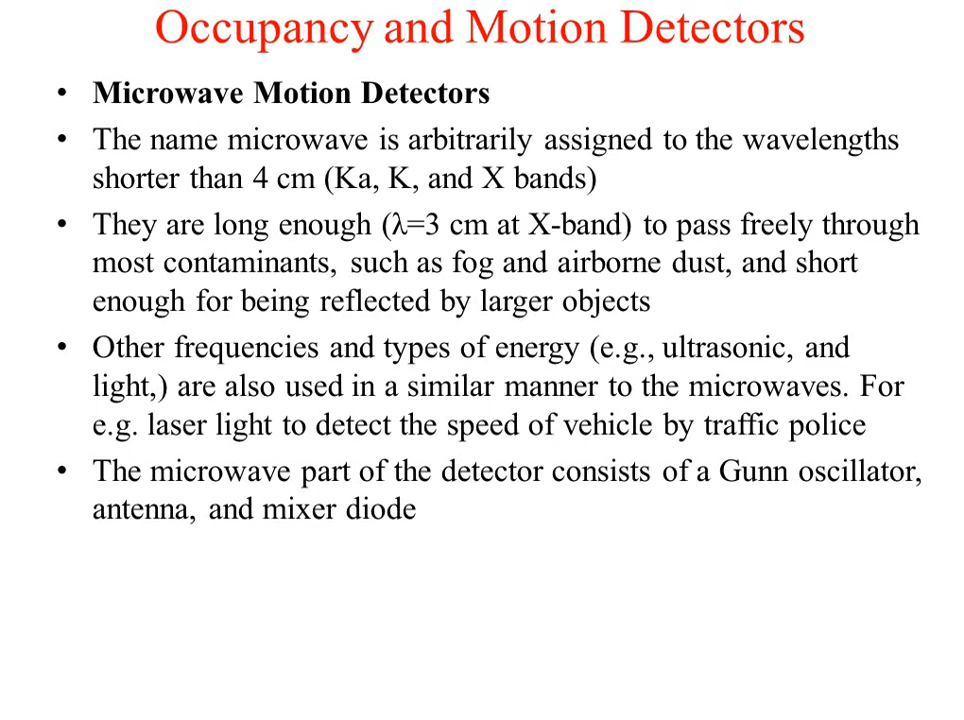 Occupancy and Motion Detectors
• Microwave Motion Detectors
• The name microwave is arbitrarily assigned to the wavelengths
shorter than 4 cm (Ka, K, and X bands)
• They are long enough (λ=3 cm at X-band) to pass freely through
most contaminants, such as fog and airborne dust, and short
enough for being reflected by larger objects
• Other frequencies and types of energy (e.g., ultrasonic, and
light,) are also used in a similar manner to the microwaves. For
e.g. laser light to detect the speed of vehicle by traffic police
• The microwave part of the detector consists of a Gunn oscillator,
antenna, and mixer diode